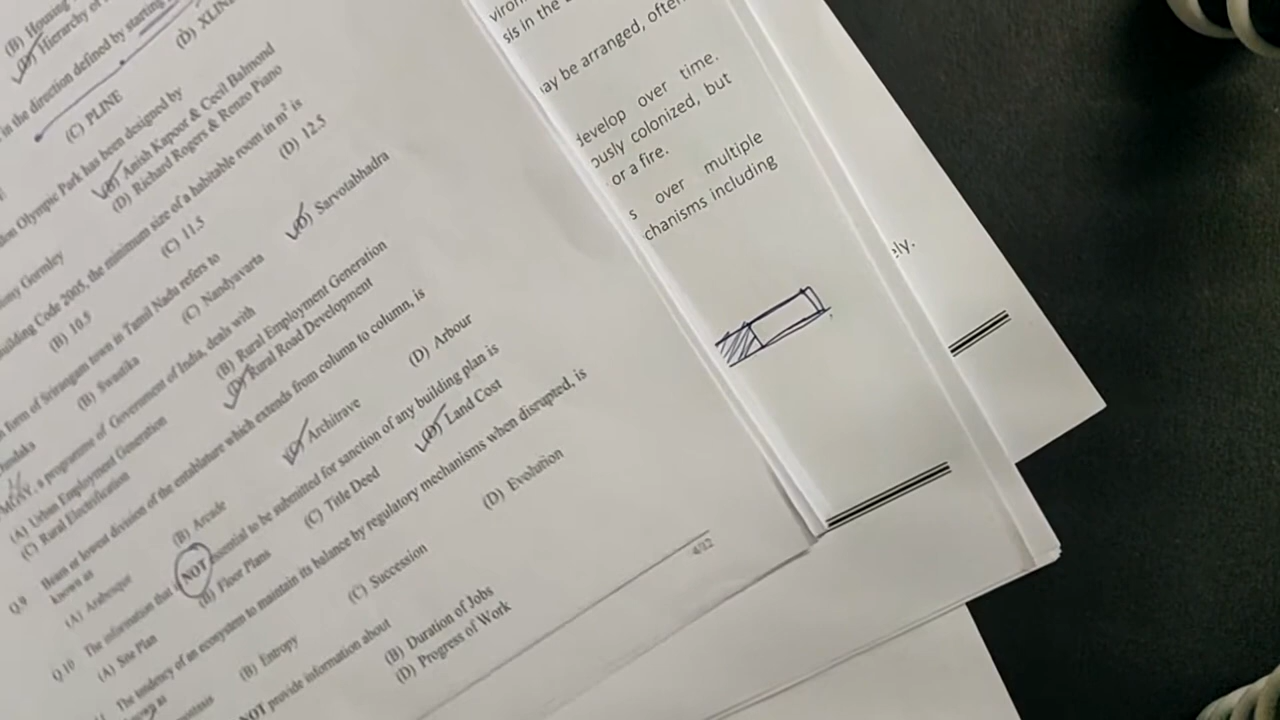 (B) Housing
(D) Hierarchy of
in the direction defined by starting
(C) PLINE
(D) XLINE
Olympic Park has been designed by
(B) Anish Kapoor & Cecil Balmond
(D) Richard Rogers & Renzo Piano
Gormley
Building Code 2005, the minimum size of a habitable room in m² is
(B) 10.5
(C) 11.5
(D) 12.5
form of Srirangam town in Tamil Nadu refers to
(B) Swastika
(C) Nandyavarta
(D) Sarvotabhadra
a programme of Government of India, deals with
(A) Urban Employment Generation
(B) Rural Employment Generation
(C) Rural Electrification
(D) Rural Road Development
Q.9 Beam or lowest division of the entablature which extends from column to column, is
known as
(A) Arabesque
(B) Arcade
(C) Architrave
(D) Arbour
Q.10 The information that is NOT essential to be submitted for sanction of any building plan is
(A) Site Plan
(B) Floor Plans
(C) Title Deed
(D) Land Cost
The tendency of an ecosystem to maintain its balance by regulatory mechanisms when disrupted, is
(B) Entropy
(C) Succession
(D) Evolution
NOT provide information about
(B) Duration of Jobs
(D) Progress of Work
4/12
sis in the
may be arranged, often
develop over time.
ously colonized, but
or a fire.
s over multiple
chanisms including
ely.